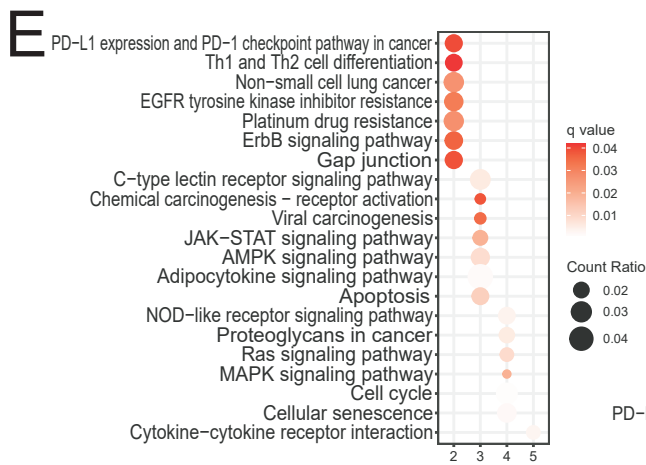 E
PD−L1 expression and PD−1 checkpoint pathway in cancer
Th1 and Th2 cell differentiation
Non−small cell lung cancer
EGFR tyrosine kinase inhibitor resistance
Platinum drug resistance
ErbB signaling pathway
Gap junction
C−type lectin receptor signaling pathway
Chemical carcinogenesis − receptor activation
Viral carcinogenesis
JAK−STAT signaling pathway
AMPK signaling pathway
Adipocytokine signaling pathway
Apoptosis
NOD−like receptor signaling pathway
Proteoglycans in cancer
Ras signaling pathway
MAPK signaling pathway
Cell cycle
Cellular senescence
Cytokine−cytokine receptor interaction
2 3 4 5
q value
0.04
0.03
0.02
0.01
Count Ratio
0.02
0.03
0.04
PD−